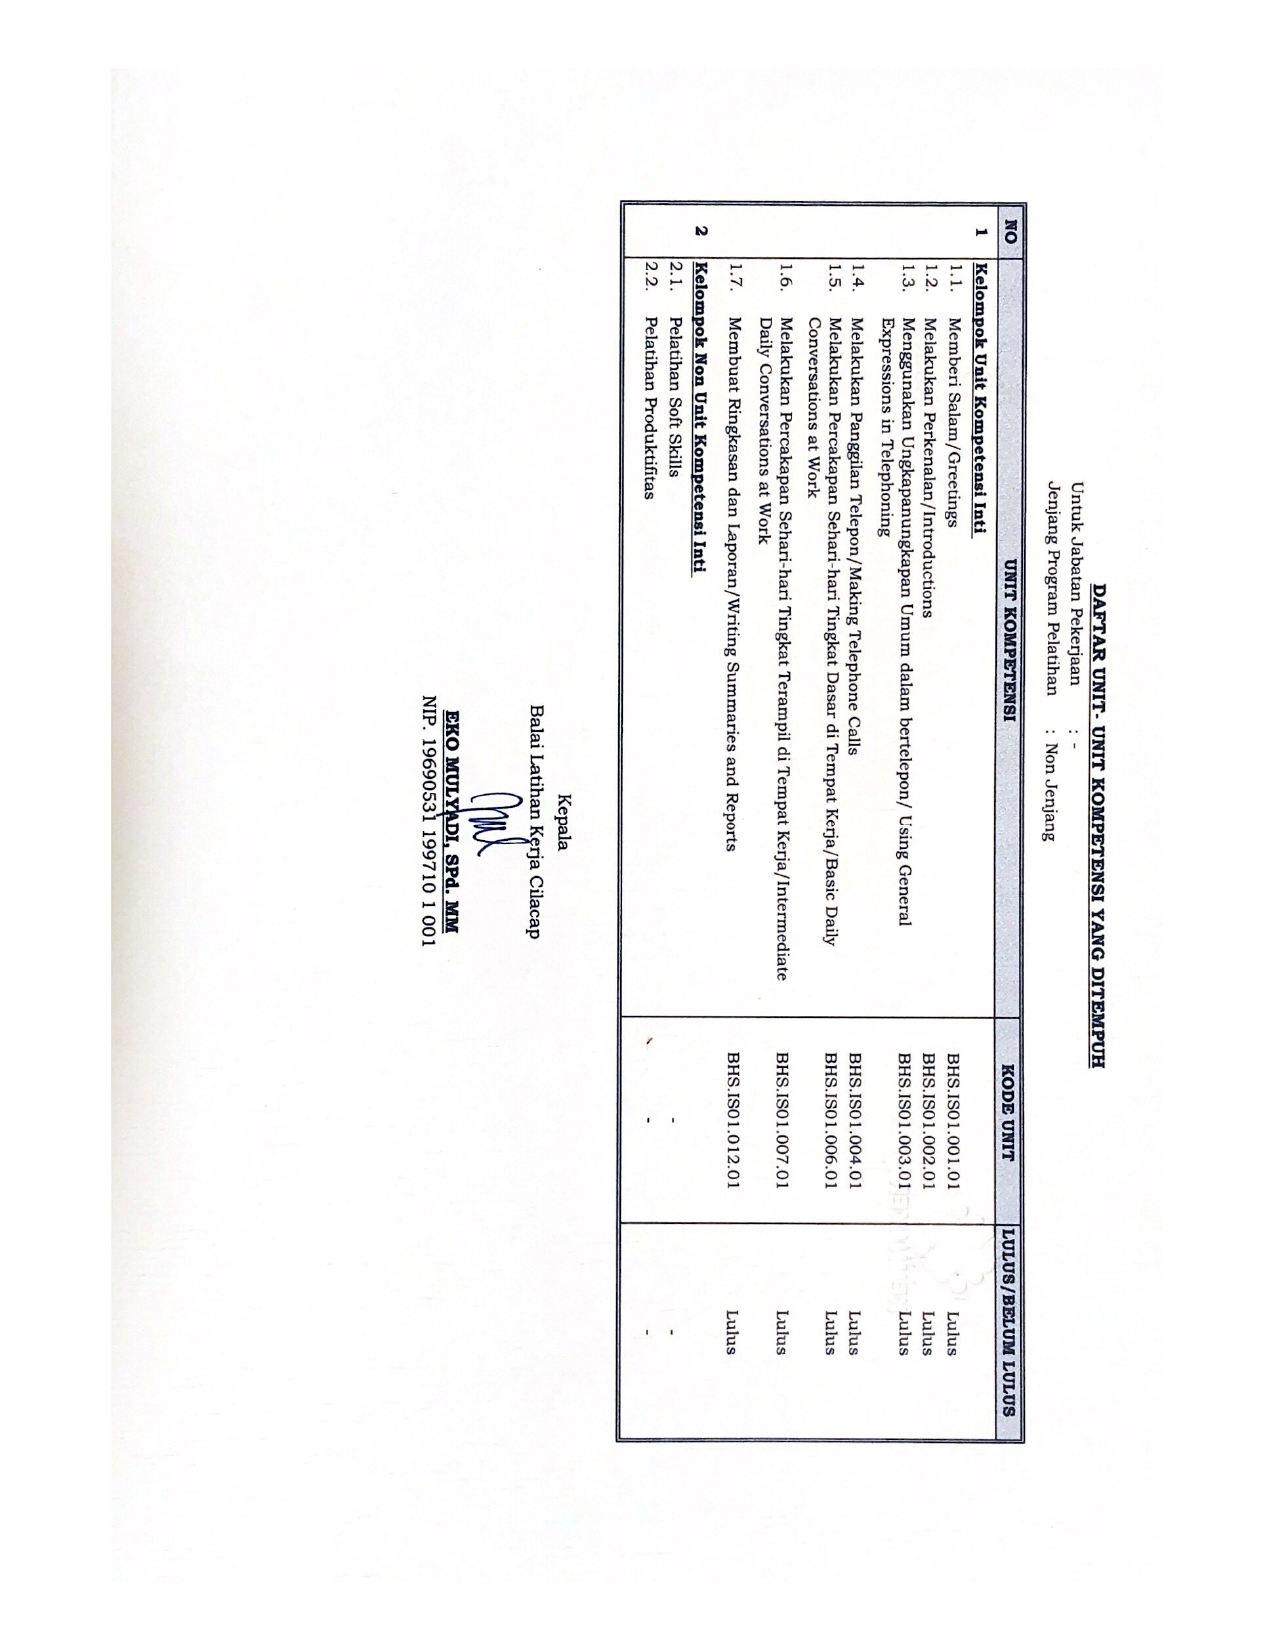 DAFTAR UNIT- UNIT KOMPETENSI YANG DITEMPUH
Untuk Jabatan Pekerjaan : -
Jenjang Program Pelatihan : Non Jenjang
NO UNIT KOMPETENSI KODE UNIT LULUS/BELUM LULUS
1 Kelompok Unit Kompetensi Inti
1.1. Memberi Salam/Greetings BHS.IS01.001.01 Lulus
1.2. Melakukan Perkenalan/Introductions BHS.IS01.002.01 Lulus
1.3. Menggunakan Ungkapanungkapan Umum dalam bertelepon/ Using General BHS.IS01.003.01 Lulus
Expressions in Telephoning
1.4. Melakukan Panggilan Telepon/Making Telephone Calls BHS.IS01.004.01 Lulus
1.5. Melakukan Percakapan Sehari-hari Tingkat Dasar di Tempat Kerja/Basic Daily BHS.IS01.006.01 Lulus
Conversations at Work
1.6. Melakukan Percakapan Sehari-hari Tingkat Terampil di Tempat Kerja/Intermediate BHS.IS01.007.01 Lulus
Daily Conversations at Work
1.7. Membuat Ringkasan dan Laporan/Writing Summaries and Reports BHS.IS01.012.01 Lulus
2 Kelompok Non Unit Kompetensi Inti
2.1. Pelatihan Soft Skills - -
2.2. Pelatihan Produktifitas - -
Kepala
Balai Latihan Kerja Cilacap
EKO MULYADI, SPd. MM
NIP. 19690531 199710 1 001